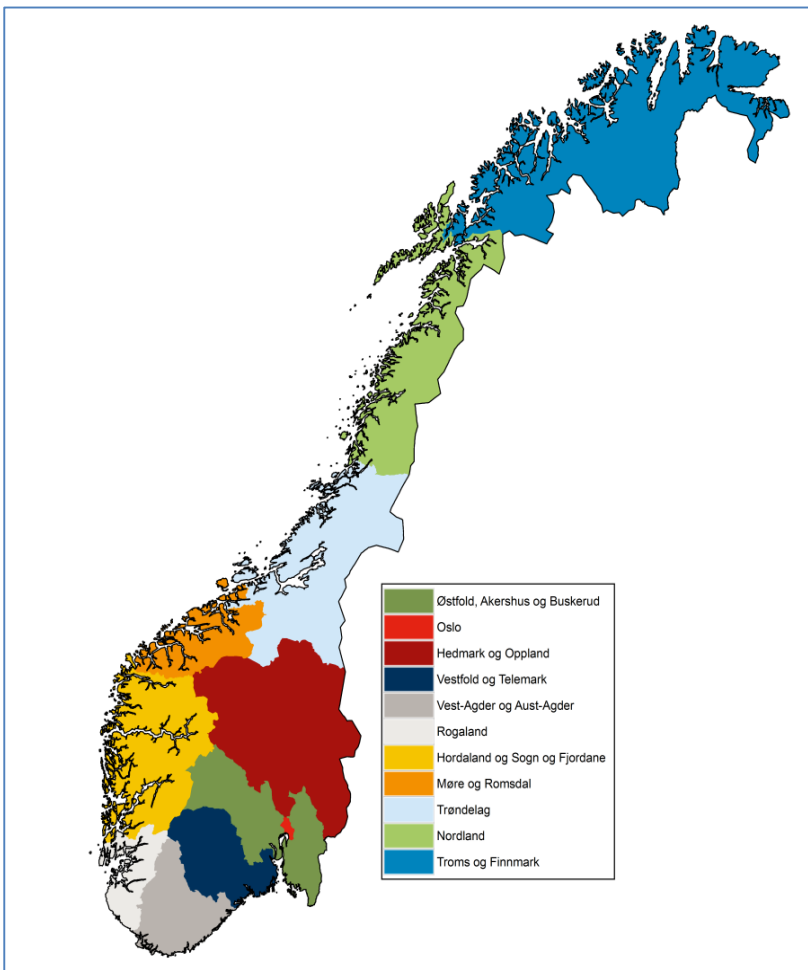 Østfold, Akershus og Buskerud
Oslo
Hedmark og Oppland
Vestfold og Telemark
Vest-Agder og Aust-Agder
Rogaland
Hordaland og Sogn og Fjordane
Møre og Romsdal
Trøndelag
Nordland
Troms og Finnmark